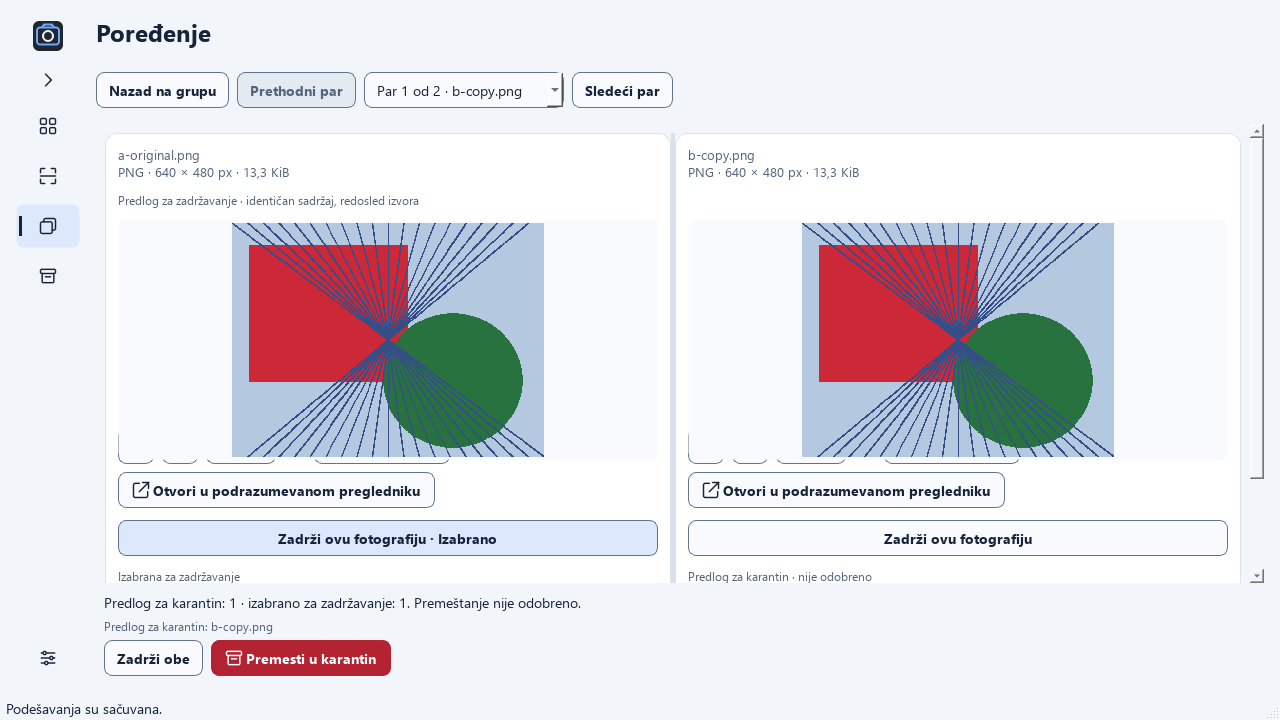 Poređenje
Nazad na grupu
Prethodni par
Par 1 od 2 · b-copy.png
Sledeći par
a-original.png
PNG · 640 × 480 px · 13,3 KiB
Predlog za zadržavanje · identičan sadržaj, redosled izvora
Otvori u podrazumevanom pregledniku
Zadrži ovu fotografiju · Izabrano
Izabrana za zadržavanje
b-copy.png
PNG · 640 × 480 px · 13,3 KiB
Otvori u podrazumevanom pregledniku
Zadrži ovu fotografiju
Predlog za karantin · nije odobreno
Predlog za karantin: 1 · izabrano za zadržavanje: 1. Premeštanje nije odobreno.
Predlog za karantin: b-copy.png
Zadrži obe
Premesti u karantin
Podešavanja su sačuvana.